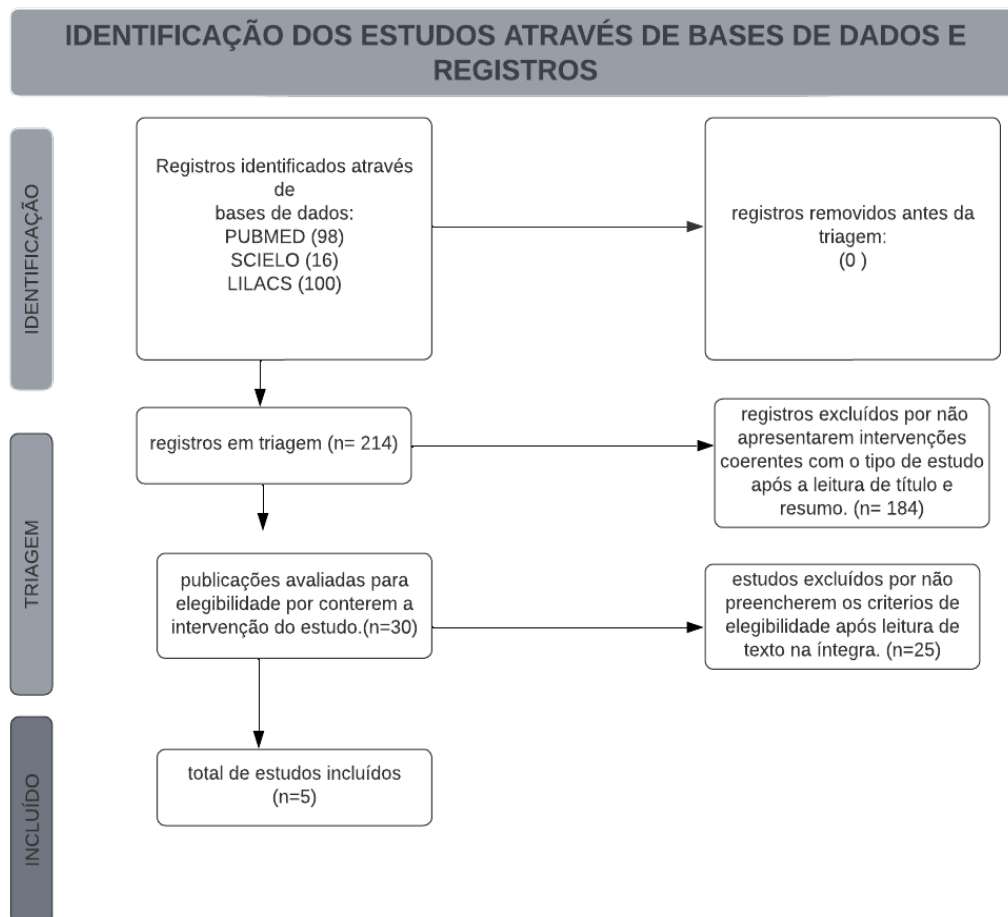 IDENTIFICAÇÃO DOS ESTUDOS ATRAVÉS DE BASES DE DADOS E
REGISTROS
IDENTIFICAÇÃO
Registros identificados através
de
bases de dados:
PUBMED (98)
SCIELO (16)
LILACS (100)
registros removidos antes da
triagem:
(0 )
TRIAGEM
registros em triagem (n= 214)
registros excluídos por não
apresentarem intervenções
coerentes com o tipo de estudo
após a leitura de título e
resumo. (n= 184)
publicações avaliadas para
elegibilidade por conterem a
intervenção do estudo.(n=30)
estudos excluídos por não
preencherem os criterios de
elegibilidade após leitura de
texto na íntegra. (n=25)
INCLUÍDO
total de estudos incluídos
(n=5)